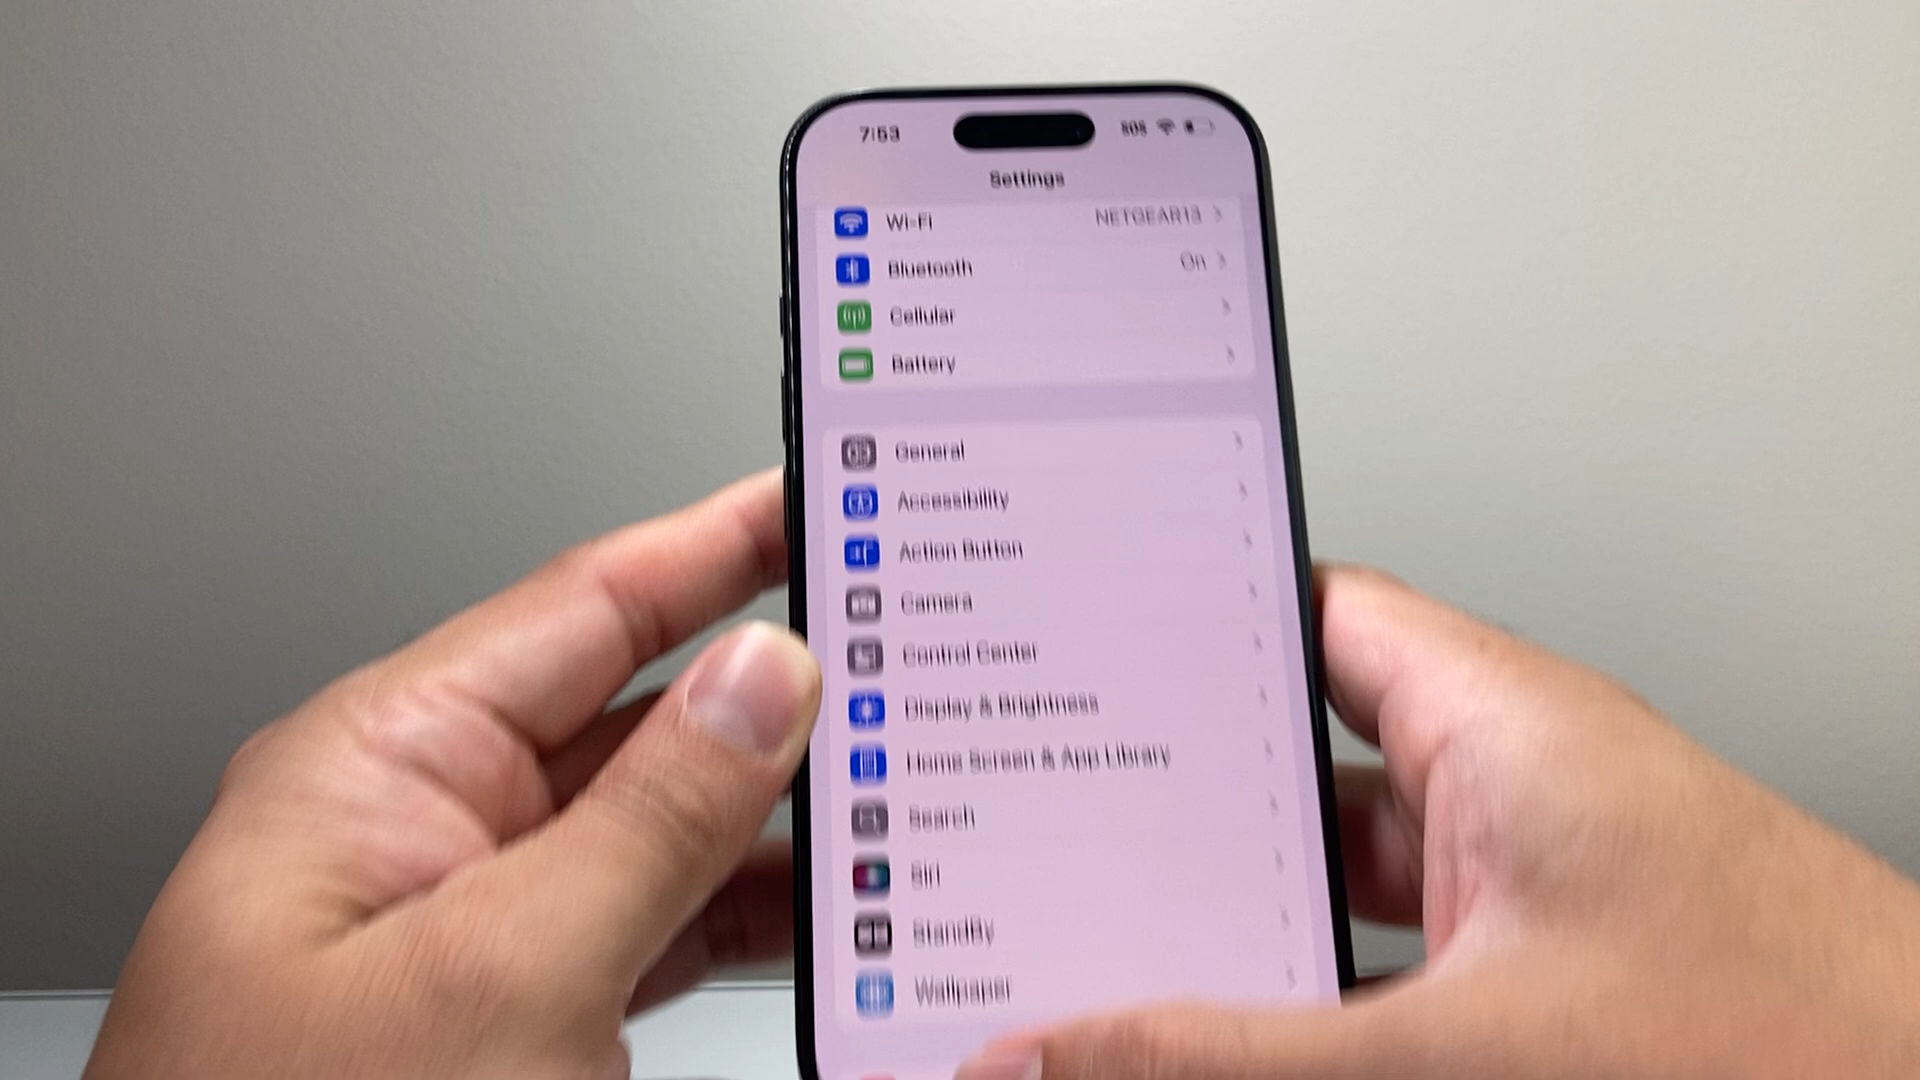 7:53 SOS
Settings
Wi-Fi NETGEAR13
Bluetooth On
Cellular
Battery
General
Accessibility
Action Button
Camera
Control Center
Display & Brightness
Home Screen & App Library
Search
Siri
StandBy
Wallpaper